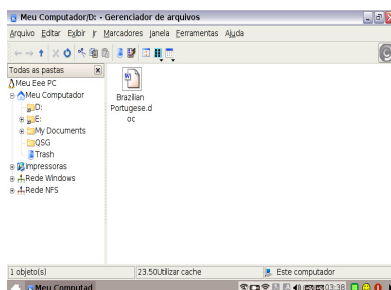 Meu Computador/D: - Gerenciador de arquivos
Arquivo Editar Exibir Ir Marcadores Janela Ferramentas Ajuda
Todas as pastas
Meu Eee PC
Meu Computador
D:
E:
My Documents
QSG
Trash
Impressoras
Rede Windows
Rede NFS
Brazilian
Portugese.d
oc
1 objeto(s)
23.50Utilizar cache
Este computador
Meu Computad
03:38